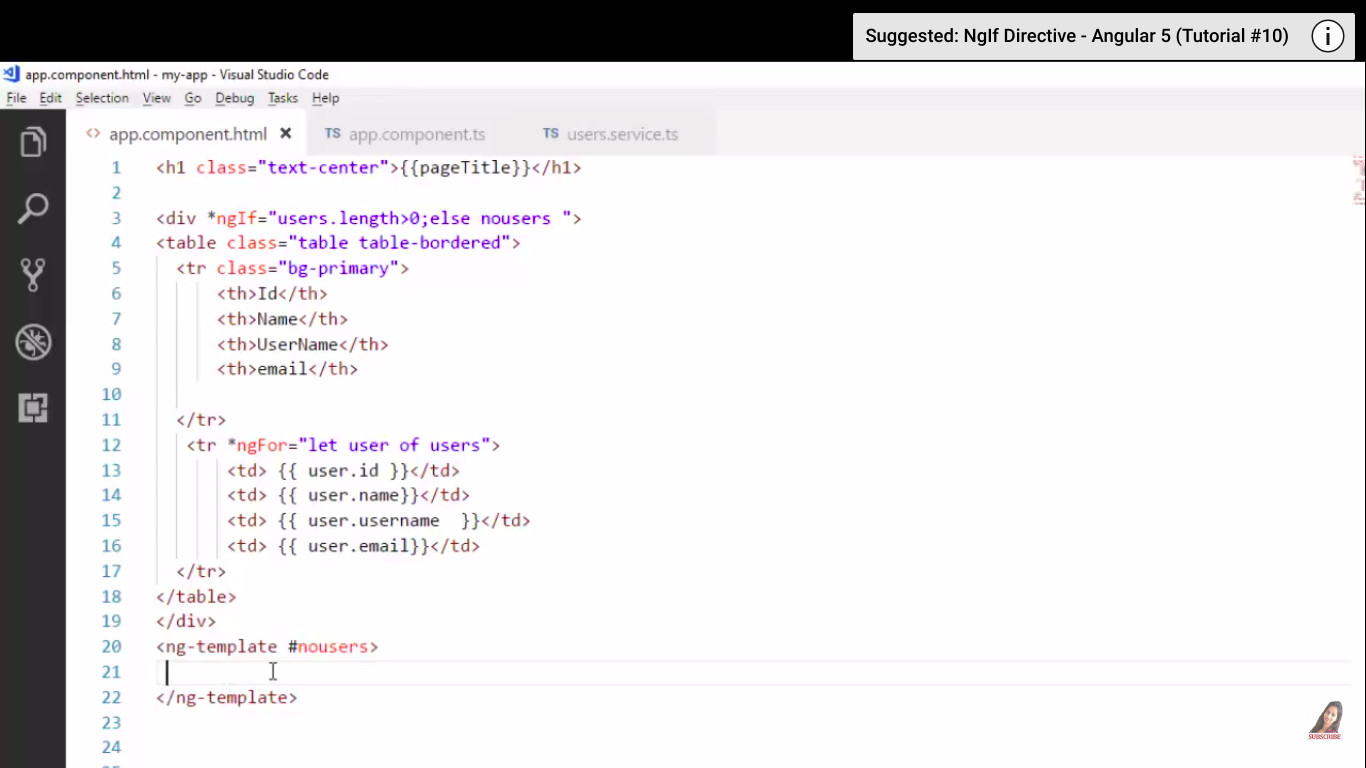 Suggested: NgIf Directive - Angular 5 (Tutorial #10)
app.component.html - my-app - Visual Studio Code
File Edit Selection View Go Debug Tasks Help
<> app.component.html × TS app.component.ts TS users.service.ts
1 <h1 class="text-center">{{pageTitle}}</h1>
2
3 <div *ngIf="users.length>0;else nousers ">
4 <table class="table table-bordered">
5 <tr class="bg-primary">
6 <th>Id</th>
7 <th>Name</th>
8 <th>UserName</th>
9 <th>email</th>
10
11 </tr>
12 <tr *ngFor="let user of users">
13 <td> {{ user.id }}</td>
14 <td> {{ user.name}}</td>
15 <td> {{ user.username  }}</td>
16 <td> {{ user.email}}</td>
17 </tr>
18 </table>
19 </div>
20 <ng-template #nousers>
21
22 </ng-template>
23
24
SUBSCRIBE